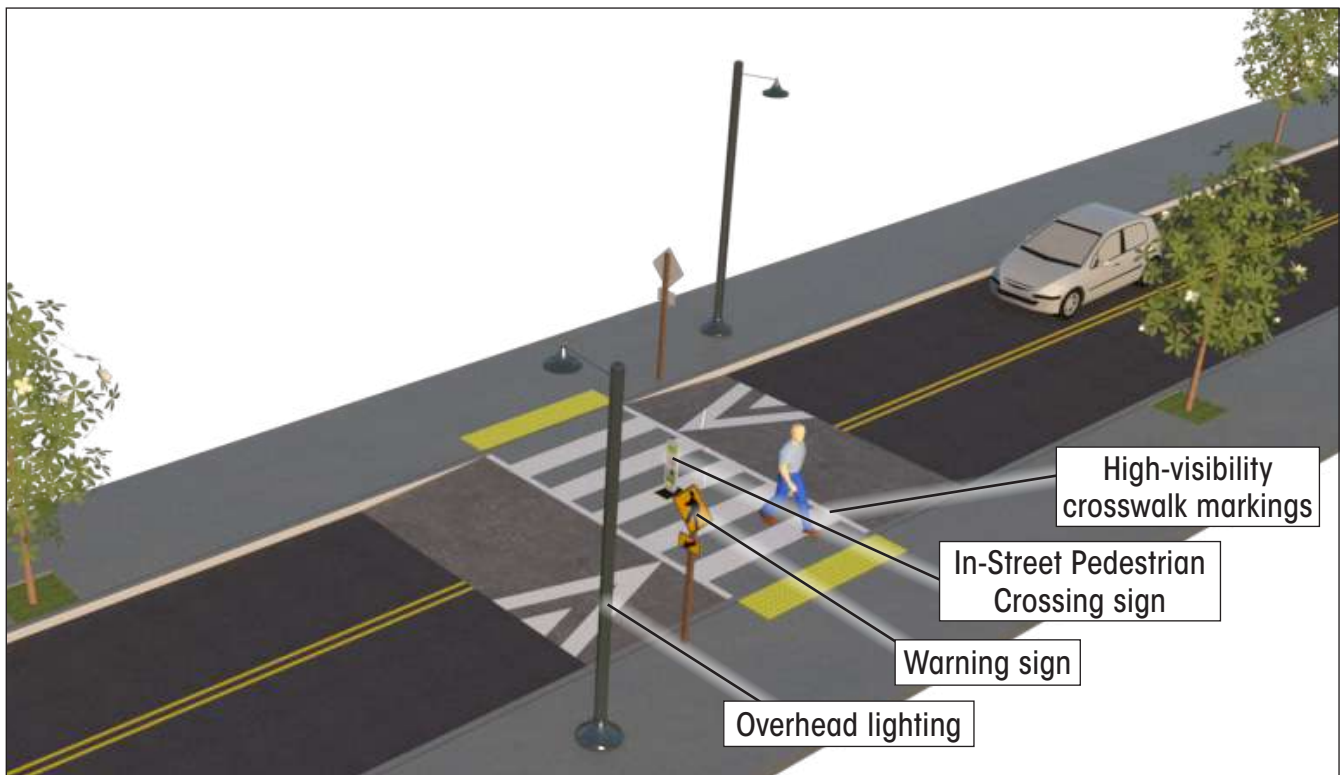 High-visibility
crosswalk markings
In-Street Pedestrian
Crossing sign
Warning sign
Overhead lighting